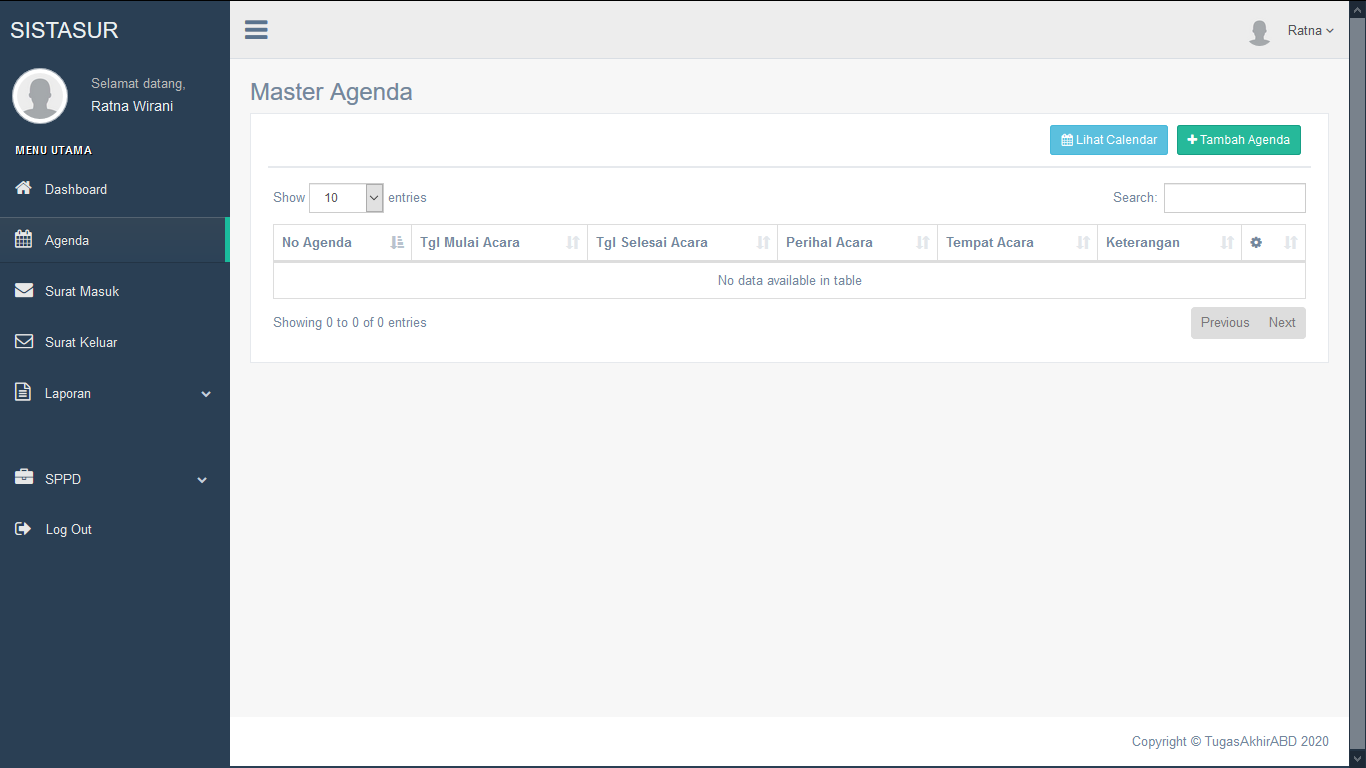 SISTASUR
Ratna
Selamat datang,
Ratna Wirani
MENU UTAMA
Dashboard
Agenda
Surat Masuk
Surat Keluar
Laporan
SPPD
Log Out
Master Agenda
Lihat Calendar
Tambah Agenda
Show 10 entries
Search:
No Agenda Tgl Mulai Acara Tgl Selesai Acara Perihal Acara Tempat Acara Keterangan
No data available in table
Showing 0 to 0 of 0 entries
Previous Next
Copyright © TugasAkhirABD 2020